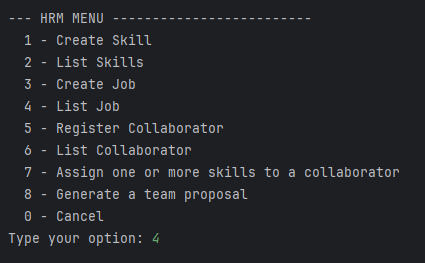 --- HRM MENU -------------------------
1 - Create Skill
2 - List Skills
3 - Create Job
4 - List Job
5 - Register Collaborator
6 - List Collaborator
7 - Assign one or more skills to a collaborator
8 - Generate a team proposal
0 - Cancel
Type your option: 4